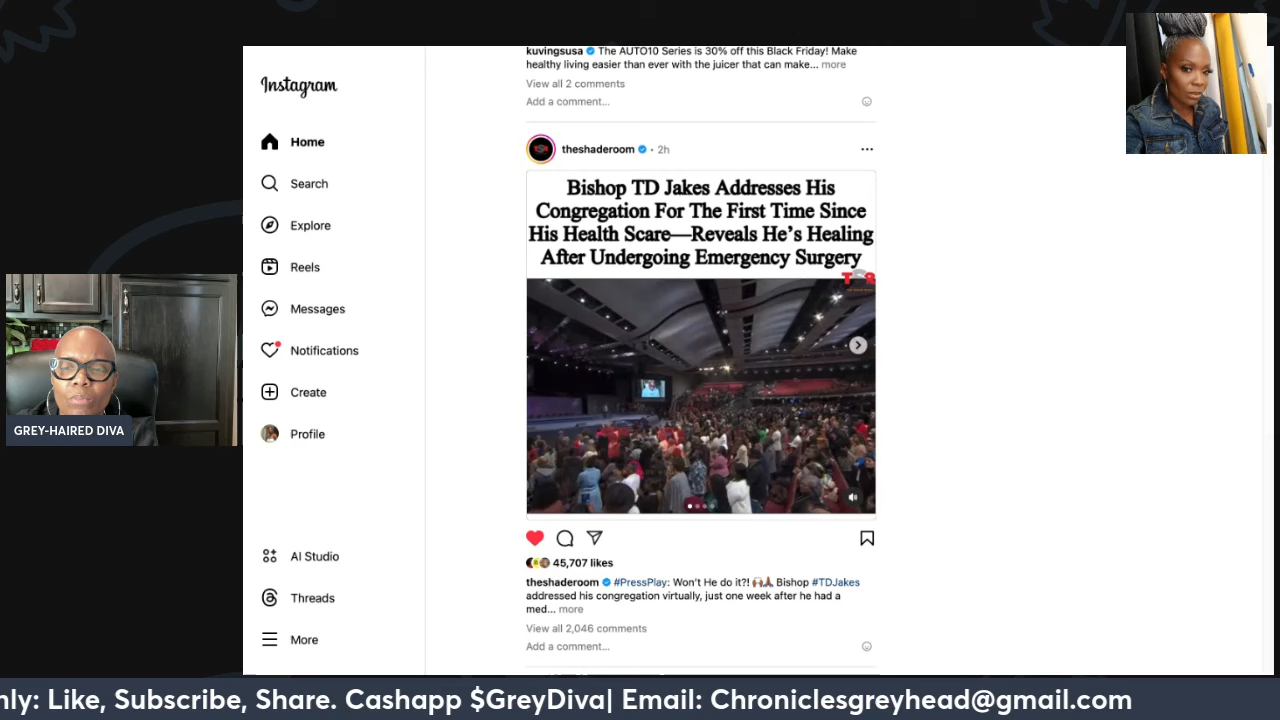 kuvingsusa The AUTO10 Series is 30% off this Black Friday! Make
healthy living easier than ever with the juicer that can make... more
View all 2 comments
Add a comment...
Instagram
Home
Search
Explore
Reels
Messages
Notifications
Create
Profile
AI Studio
Threads
More
theshaderoom • 2h
Bishop TD Jakes Addresses His
Congregation For The First Time Since
His Health Scare—Reveals He's Healing
After Undergoing Emergency Surgery
TSR
45,707 likes
theshaderoom #PressPlay: Won't He do it?! 🙌🏾🙏🏾 Bishop #TDJakes
addressed his congregation virtually, just one week after he had a
med... more
View all 2,046 comments
Add a comment...
GREY-HAIRED DIVA
nly: Like, Subscribe, Share. Cashapp $GreyDiva| Email: Chroniclesgreyhead@gmail.com